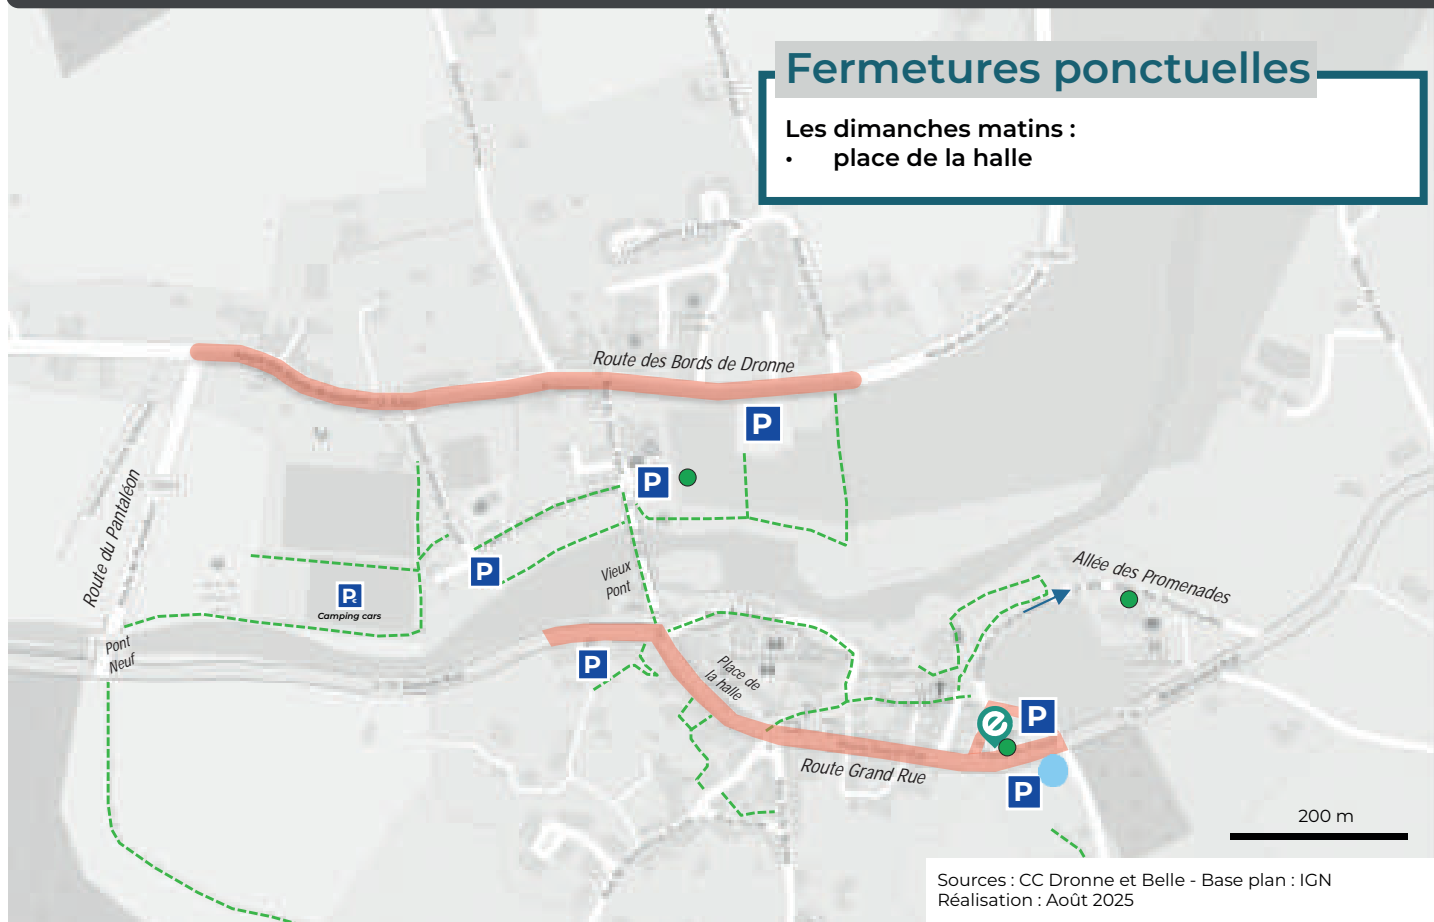 Fermetures ponctuelles
Les dimanches matins :
• place de la halle
Route des Bords de Dronne
P
P
Route du Pantaléon
P
Vieux
Pont
Allée des Promenades
Pc
Camping cars
Pont
Neuf
P
Place de
la halle
e
P
Route Grand Rue
P
200 m
Sources : CC Dronne et Belle - Base plan : IGN
Réalisation : Août 2025